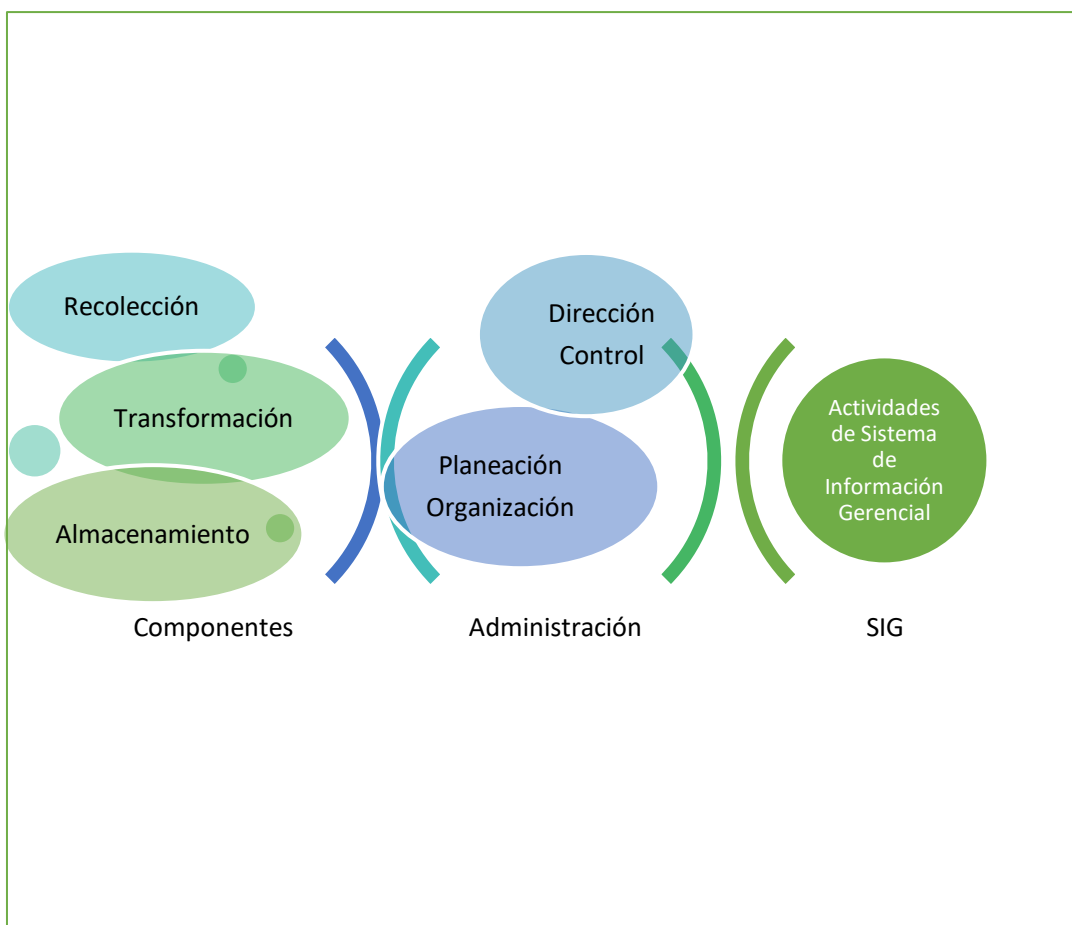 Recolección
Transformación
Almacenamiento
Componentes
Dirección
Control
Planeación
Organización
Administración
Actividades
de Sistema
de
Información
Gerencial
SIG